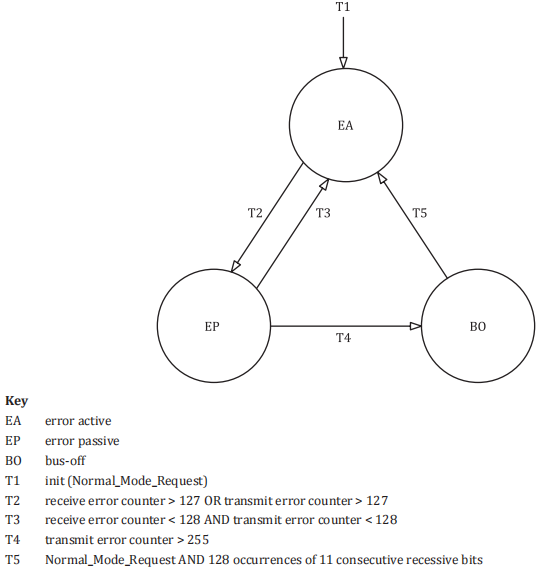 T1
EA
T2
T3
T5
EP
T4
BO
Key
EA error active
EP error passive
BO bus-off
T1 init (Normal_Mode_Request)
T2 receive error counter > 127 OR transmit error counter > 127
T3 receive error counter < 128 AND transmit error counter < 128
T4 transmit error counter > 255
T5 Normal_Mode_Request AND 128 occurrences of 11 consecutive recessive bits